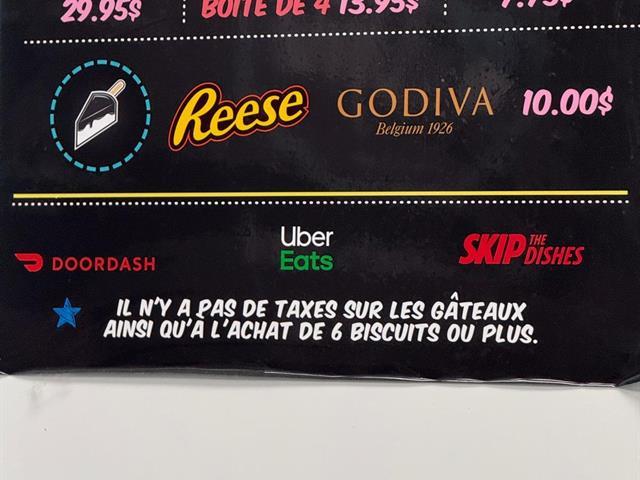 29.95$ BOÎTE DE 4 13.95$
Reese GODIVA 10.00$
Belgium 1926
DOORDASH Uber Eats SKIP THE DISHES
IL N'Y A PAS DE TAXES SUR LES GÂTEAUX
AINSI QU'À L'ACHAT DE 6 BISCUITS OU PLUS.